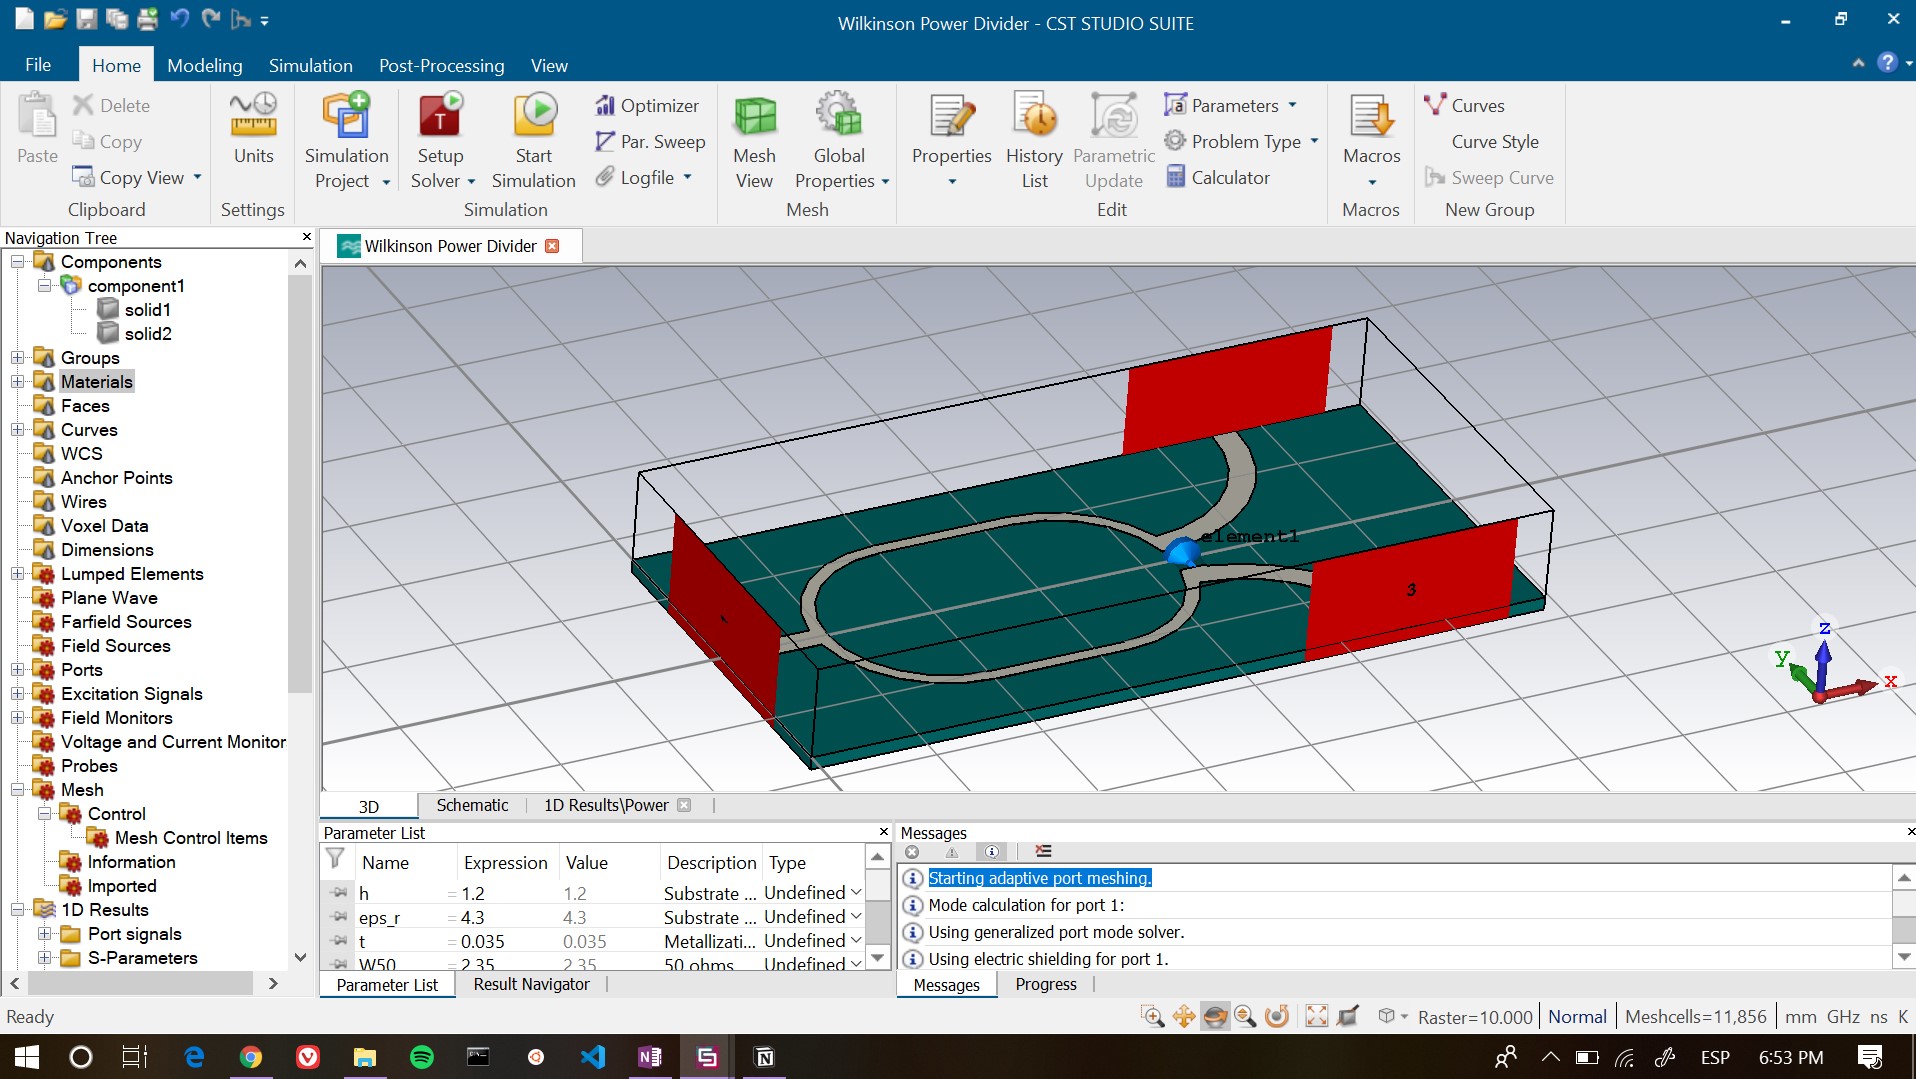 Wilkinson Power Divider - CST STUDIO SUITE
File Home Modeling Simulation Post-Processing View
Paste
Delete
Copy
Copy View
Clipboard
Units
Settings
Simulation Project
Setup Solver
Start Simulation
Optimizer
Par. Sweep
Logfile
Simulation
Mesh View
Global Properties
Mesh
Properties
History List
Parametric Update
Parameters
Problem Type
Calculator
Edit
Macros
Macros
Curves
Curve Style
Sweep Curve
New Group
Navigation Tree
Components
component1
solid1
solid2
Groups
Materials
Faces
Curves
WCS
Anchor Points
Wires
Voxel Data
Dimensions
Lumped Elements
Plane Wave
Farfield Sources
Field Sources
Ports
Excitation Signals
Field Monitors
Voltage and Current Monitor
Probes
Mesh
Control
Mesh Control Items
Information
Imported
1D Results
Port signals
S-Parameters
Wilkinson Power Divider
element1
3
z
y
x
3D Schematic 1D Results\Power
Parameter List
Name Expression Value Description Type
h = 1.2 1.2 Substrate ... Undefined
eps_r = 4.3 4.3 Substrate ... Undefined
t = 0.035 0.035 Metallizati... Undefined
W50 = 2.35 2.35 50 ohms Undefined
Parameter List Result Navigator
Messages
Starting adaptive port meshing.
Mode calculation for port 1:
Using generalized port mode solver.
Using electric shielding for port 1.
Messages Progress
Ready
Raster=10.000 Normal Meshcells=11,856 mm GHz ns K
ESP 6:53 PM